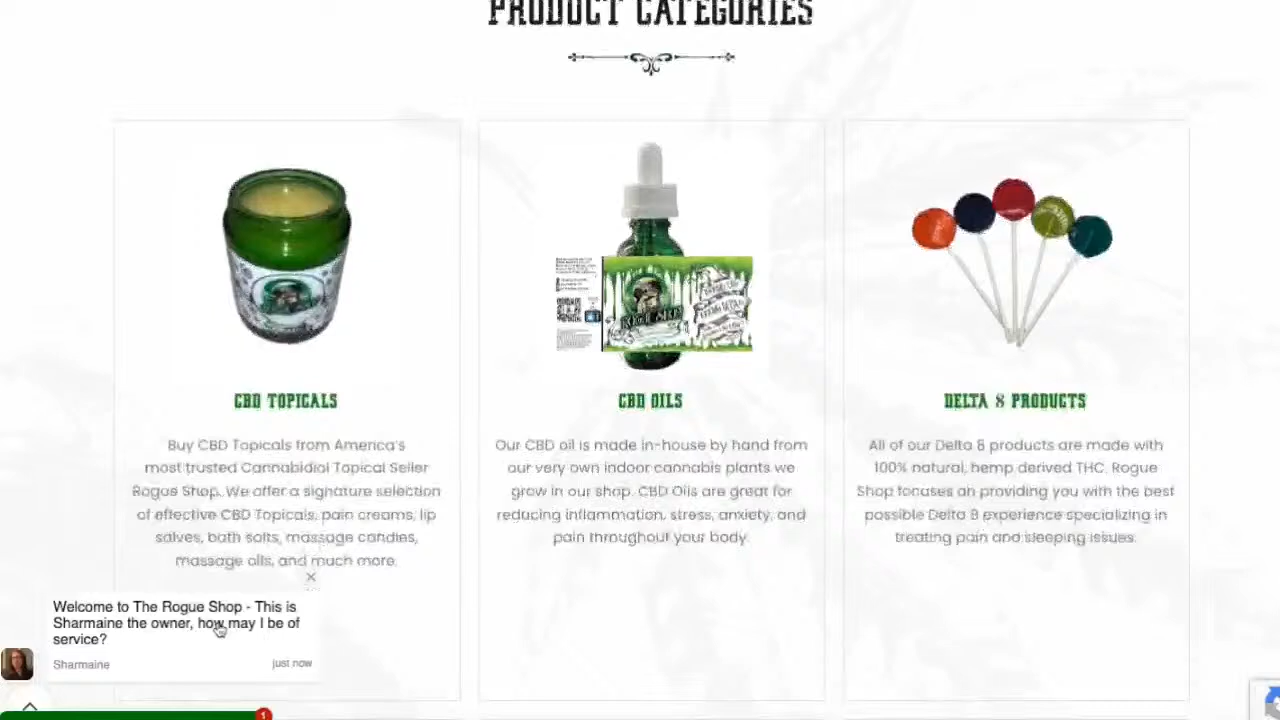 PRODUCT CATEGORIES
CBD TOPICALS
Buy CBD Topicals from America's
most trusted Cannabidiol Topical Seller
Rogue Shop. We offer a signature selection
of effective CBD Topicals, pain creams, lip
salves, bath salts, massage candles,
massage oils, and much more.
CBD OILS
Our CBD oil is made in-house by hand from
our very own indoor cannabis plants we
grow in our shop. CBD Oils are great for
reducing inflammation, stress, anxiety, and
pain throughout your body.
DELTA 8 PRODUCTS
All of our Delta 8 products are made with
100% natural, hemp derived THC. Rogue
Shop focuses on providing you with the best
possible Delta 8 experience specializing in
treating pain and sleeping issues.
Welcome to The Rogue Shop - This is
Sharmaine the owner, how may I be of
service?
Sharmaine
just now
1